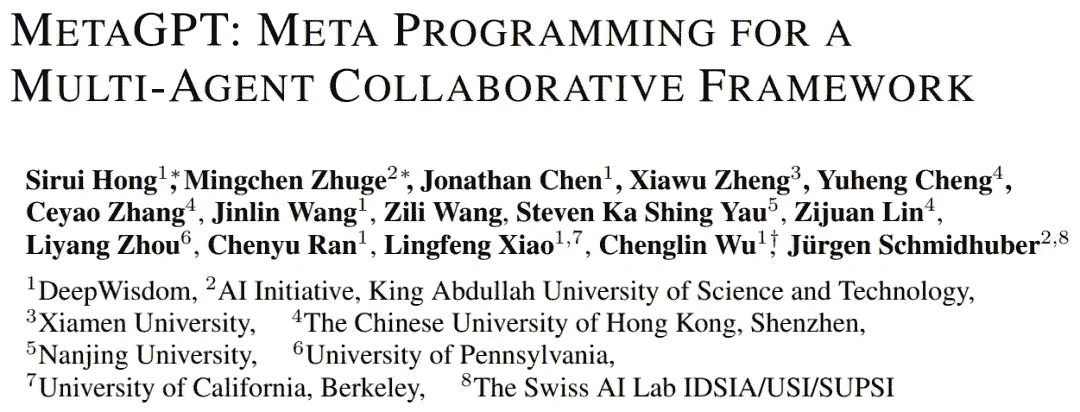 METAGPT: META PROGRAMMING FOR A
MULTI-AGENT COLLABORATIVE FRAMEWORK
Sirui Hong¹*, Mingchen Zhuge²*, Jonathan Chen¹, Xiawu Zheng³, Yuheng Cheng⁴,
Ceyao Zhang⁴, Jinlin Wang¹, Zili Wang, Steven Ka Shing Yau⁵, Zijuan Lin⁴,
Liyang Zhou⁶, Chenyu Ran¹, Lingfeng Xiao¹,⁷, Chenglin Wu¹†, Jürgen Schmidhuber²,⁸
¹DeepWisdom, ²AI Initiative, King Abdullah University of Science and Technology,
³Xiamen University, ⁴The Chinese University of Hong Kong, Shenzhen,
⁵Nanjing University, ⁶University of Pennsylvania,
⁷University of California, Berkeley, ⁸The Swiss AI Lab IDSIA/USI/SUPSI